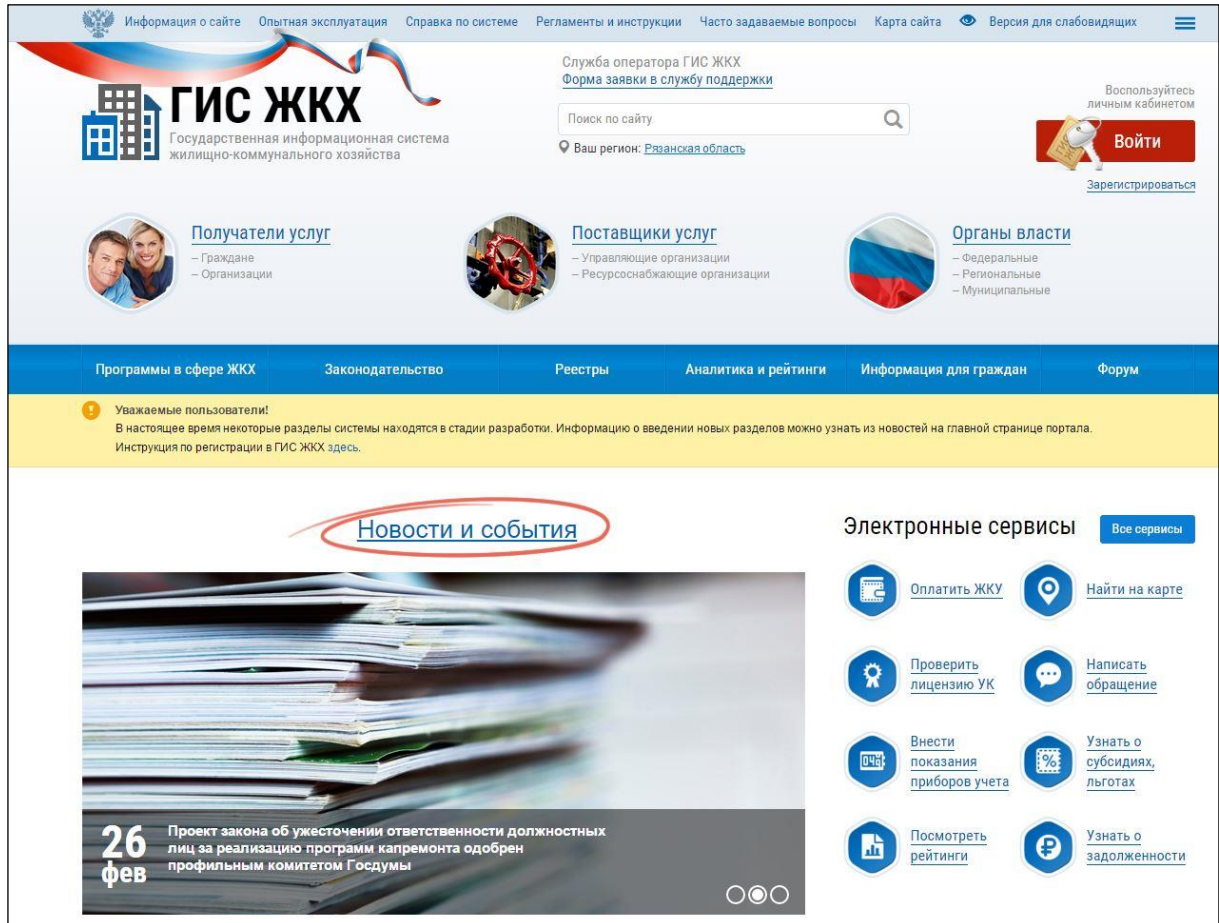 Информация о сайте Опытная эксплуатация Справка по системе Регламенты и инструкции Часто задаваемые вопросы Карта сайта Версия для слабовидящих
Служба оператора ГИС ЖКХ
Форма заявки в службу поддержки
Поиск по сайту
Ваш регион: Рязанская область
ГИС ЖКХ
Государственная информационная система
жилищно-коммунального хозяйства
Воспользуйтесь
личным кабинетом
ГИС ЖКХ
Войти
Зарегистрироваться
Получатели услуг
– Граждане
– Организации
Поставщики услуг
– Управляющие организации
– Ресурсоснабжающие организации
Органы власти
– Федеральные
– Региональные
– Муниципальные
Программы в сфере ЖКХ Законодательство Реестры Аналитика и рейтинги Информация для граждан Форум
Уважаемые пользователи!
В настоящее время некоторые разделы системы находятся в стадии разработки. Информацию о введении новых разделов можно узнать из новостей на главной странице портала.
Инструкция по регистрации в ГИС ЖКХ здесь.
Новости и события
26
фев
Проект закона об ужесточении ответственности должностных
лиц за реализацию программ капремонта одобрен
профильным комитетом Госдумы
Электронные сервисы
Все сервисы
Оплатить ЖКУ
Найти на карте
Проверить
лицензию УК
Написать
обращение
Внести
показания
приборов учета
Узнать о
субсидиях,
льготах
Посмотреть
рейтинги
Узнать о
задолженности